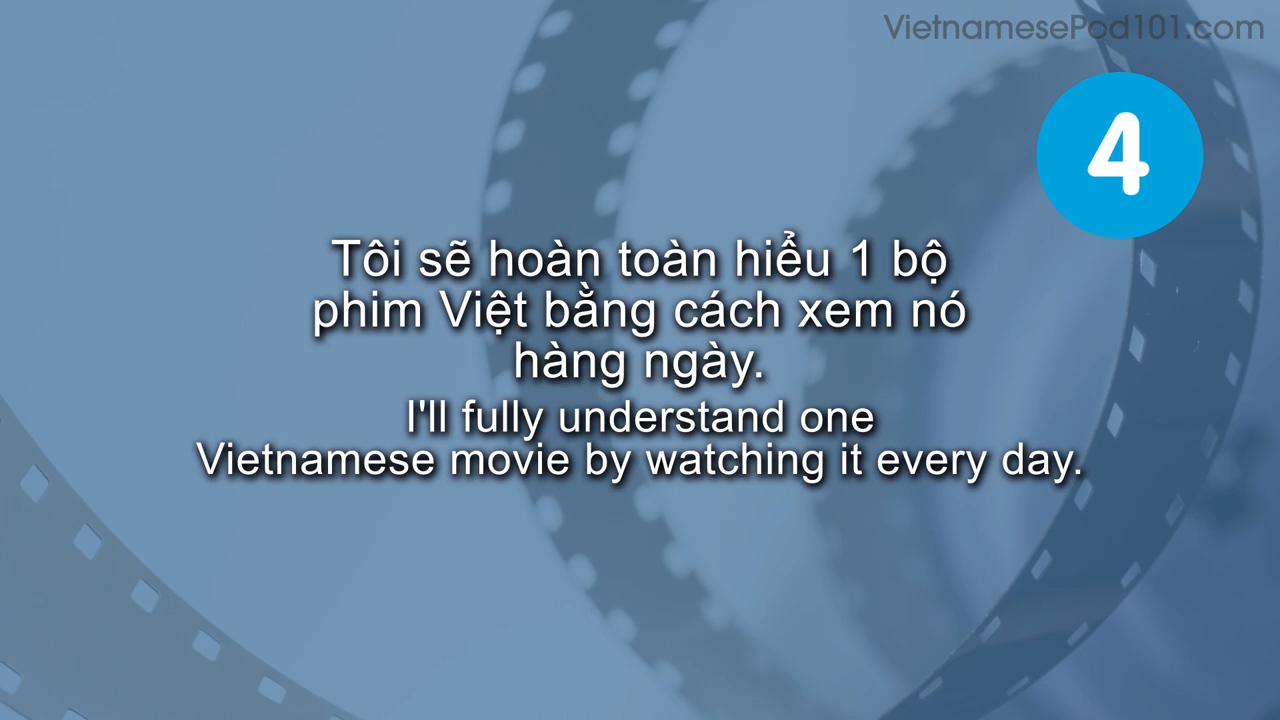 VietnamesePod101.com
4
Tôi sẽ hoàn toàn hiểu 1 bộ
phim Việt bằng cách xem nó
hàng ngày.
I'll fully understand one
Vietnamese movie by watching it every day.